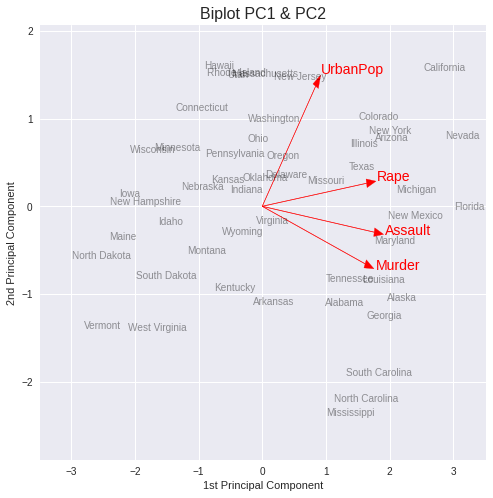 Biplot PC1 & PC2
2
1
0
−1
−2
2nd Principal Component
UrbanPop
Hawaii
California
Rhode Island
Utah
Massachusetts
New Jersey
Connecticut
Washington
Colorado
New York
Ohio
Arizona
Nevada
Illinois
Wisconsin
Minnesota
Pennsylvania
Oregon
Texas
Delaware
Rape
Kansas
Oklahoma
Missouri
Nebraska
Indiana
Michigan
Iowa
New Hampshire
Florida
New Mexico
Idaho
Virginia
Assault
Wyoming
Maine
Maryland
Montana
North Dakota
Murder
South Dakota
Tennessee
Louisiana
Kentucky
Alaska
Arkansas
Alabama
Georgia
Vermont
West Virginia
South Carolina
North Carolina
Mississippi
−3
−2
−1
0
1
2
3
1st Principal Component